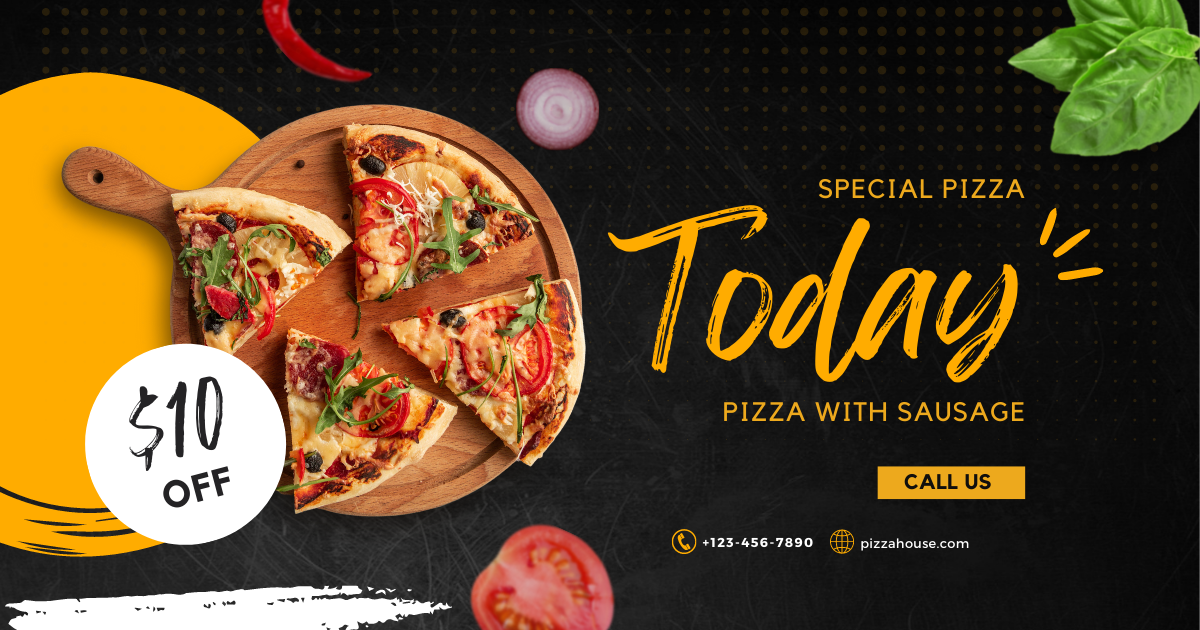 SPECIAL PIZZA
Today
PIZZA WITH SAUSAGE
$10
OFF
CALL US
+123-456-7890
pizzahouse.com